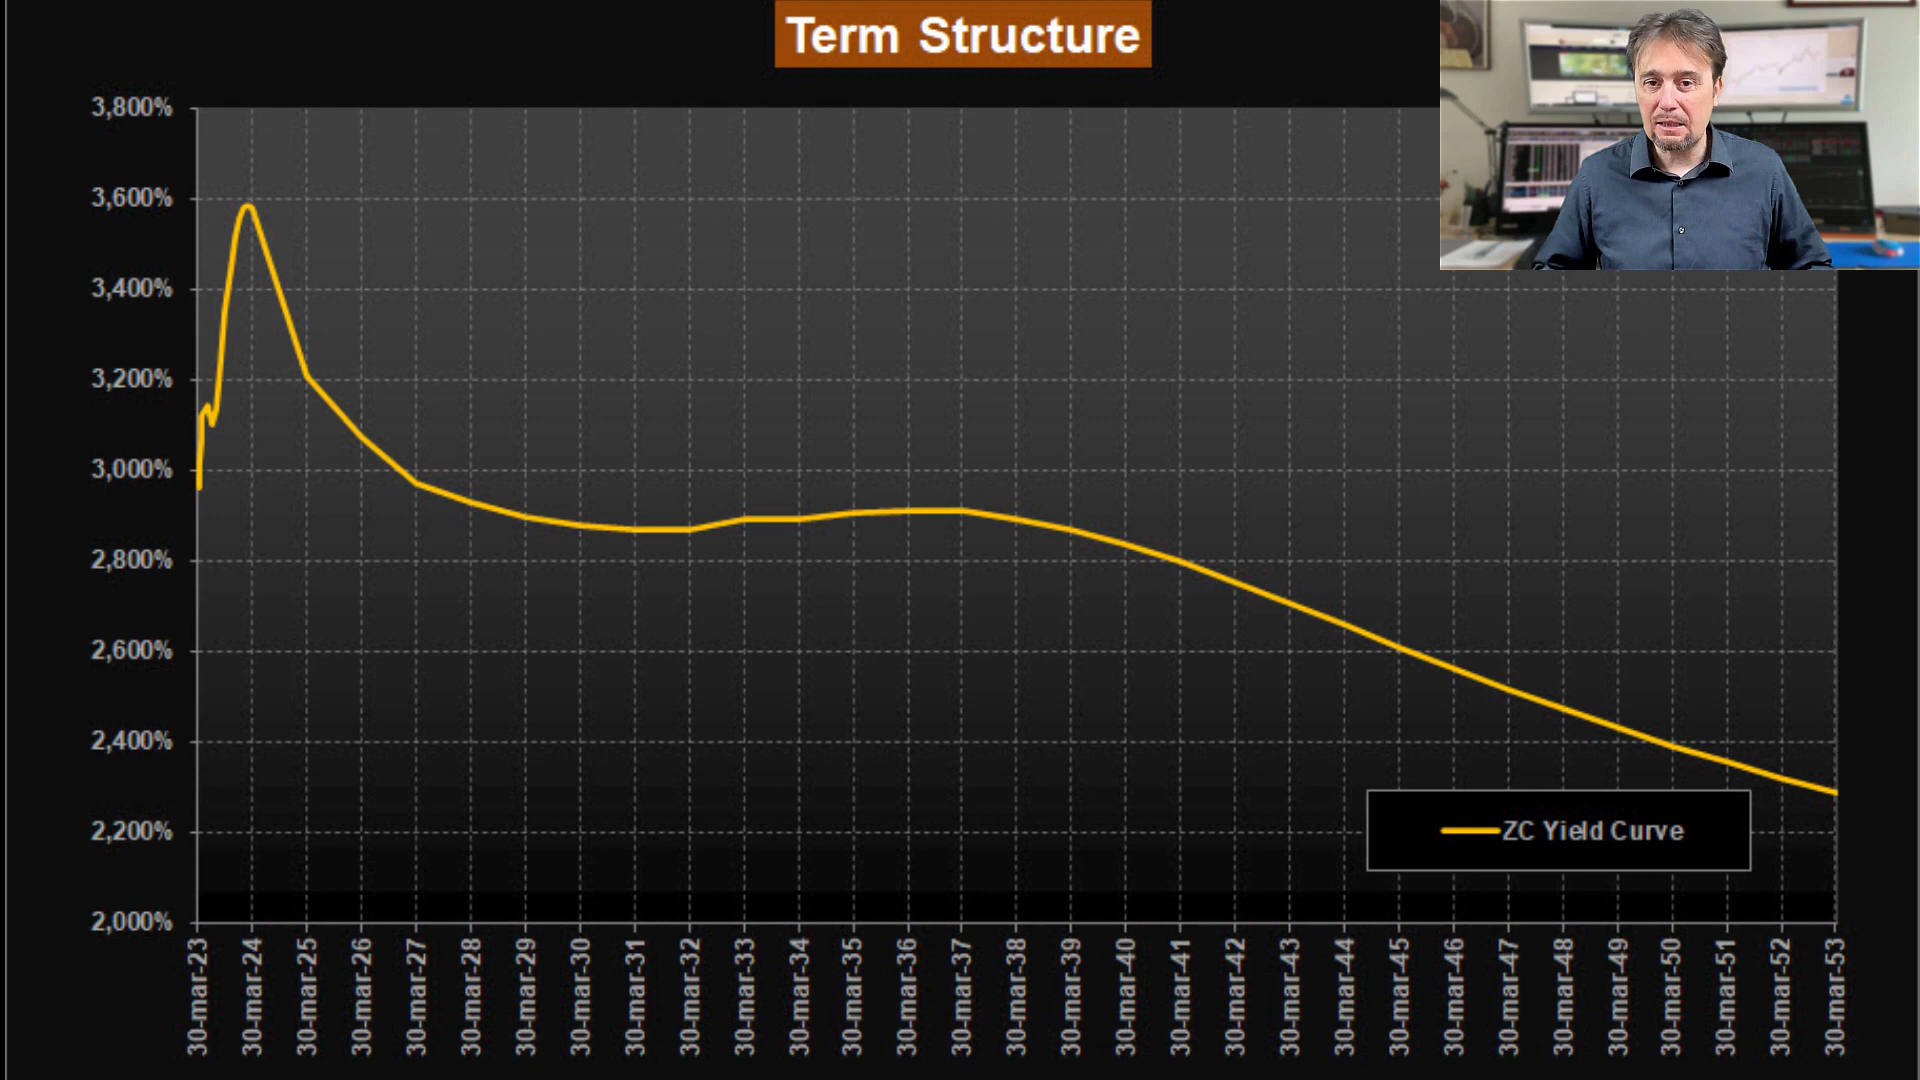 Term Structure
3,800%
3,600%
3,400%
3,200%
3,000%
2,800%
2,600%
2,400%
2,200%
2,000%
ZC Yield Curve
30-mar-23
30-mar-24
30-mar-25
30-mar-26
30-mar-27
30-mar-28
30-mar-29
30-mar-30
30-mar-31
30-mar-32
30-mar-33
30-mar-34
30-mar-35
30-mar-36
30-mar-37
30-mar-38
30-mar-39
30-mar-40
30-mar-41
30-mar-42
30-mar-43
30-mar-44
30-mar-45
30-mar-46
30-mar-47
30-mar-48
30-mar-49
30-mar-50
30-mar-51
30-mar-52
30-mar-53